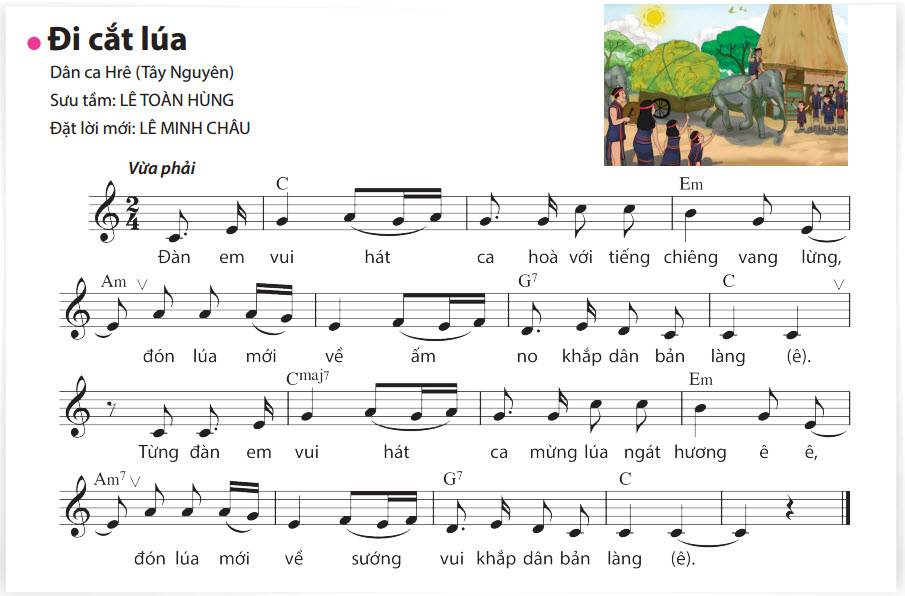 Đi cắt lúa
Dân ca Hrê (Tây Nguyên)
Sưu tầm: LÊ TOÀN HÙNG
Đặt lời mới: LÊ MINH CHÂU
Vừa phải
C Em
2
4
Đàn em vui hát ca hoà với tiếng chiêng vang lừng,
Am G7 C
đón lúa mới về ấm no khắp dân bản làng (ê).
Cmaj7 Em
Từng đàn em vui hát ca mừng lúa ngát hương ê ê,
Am7 G7 C
đón lúa mới về sướng vui khắp dân bản làng (ê).